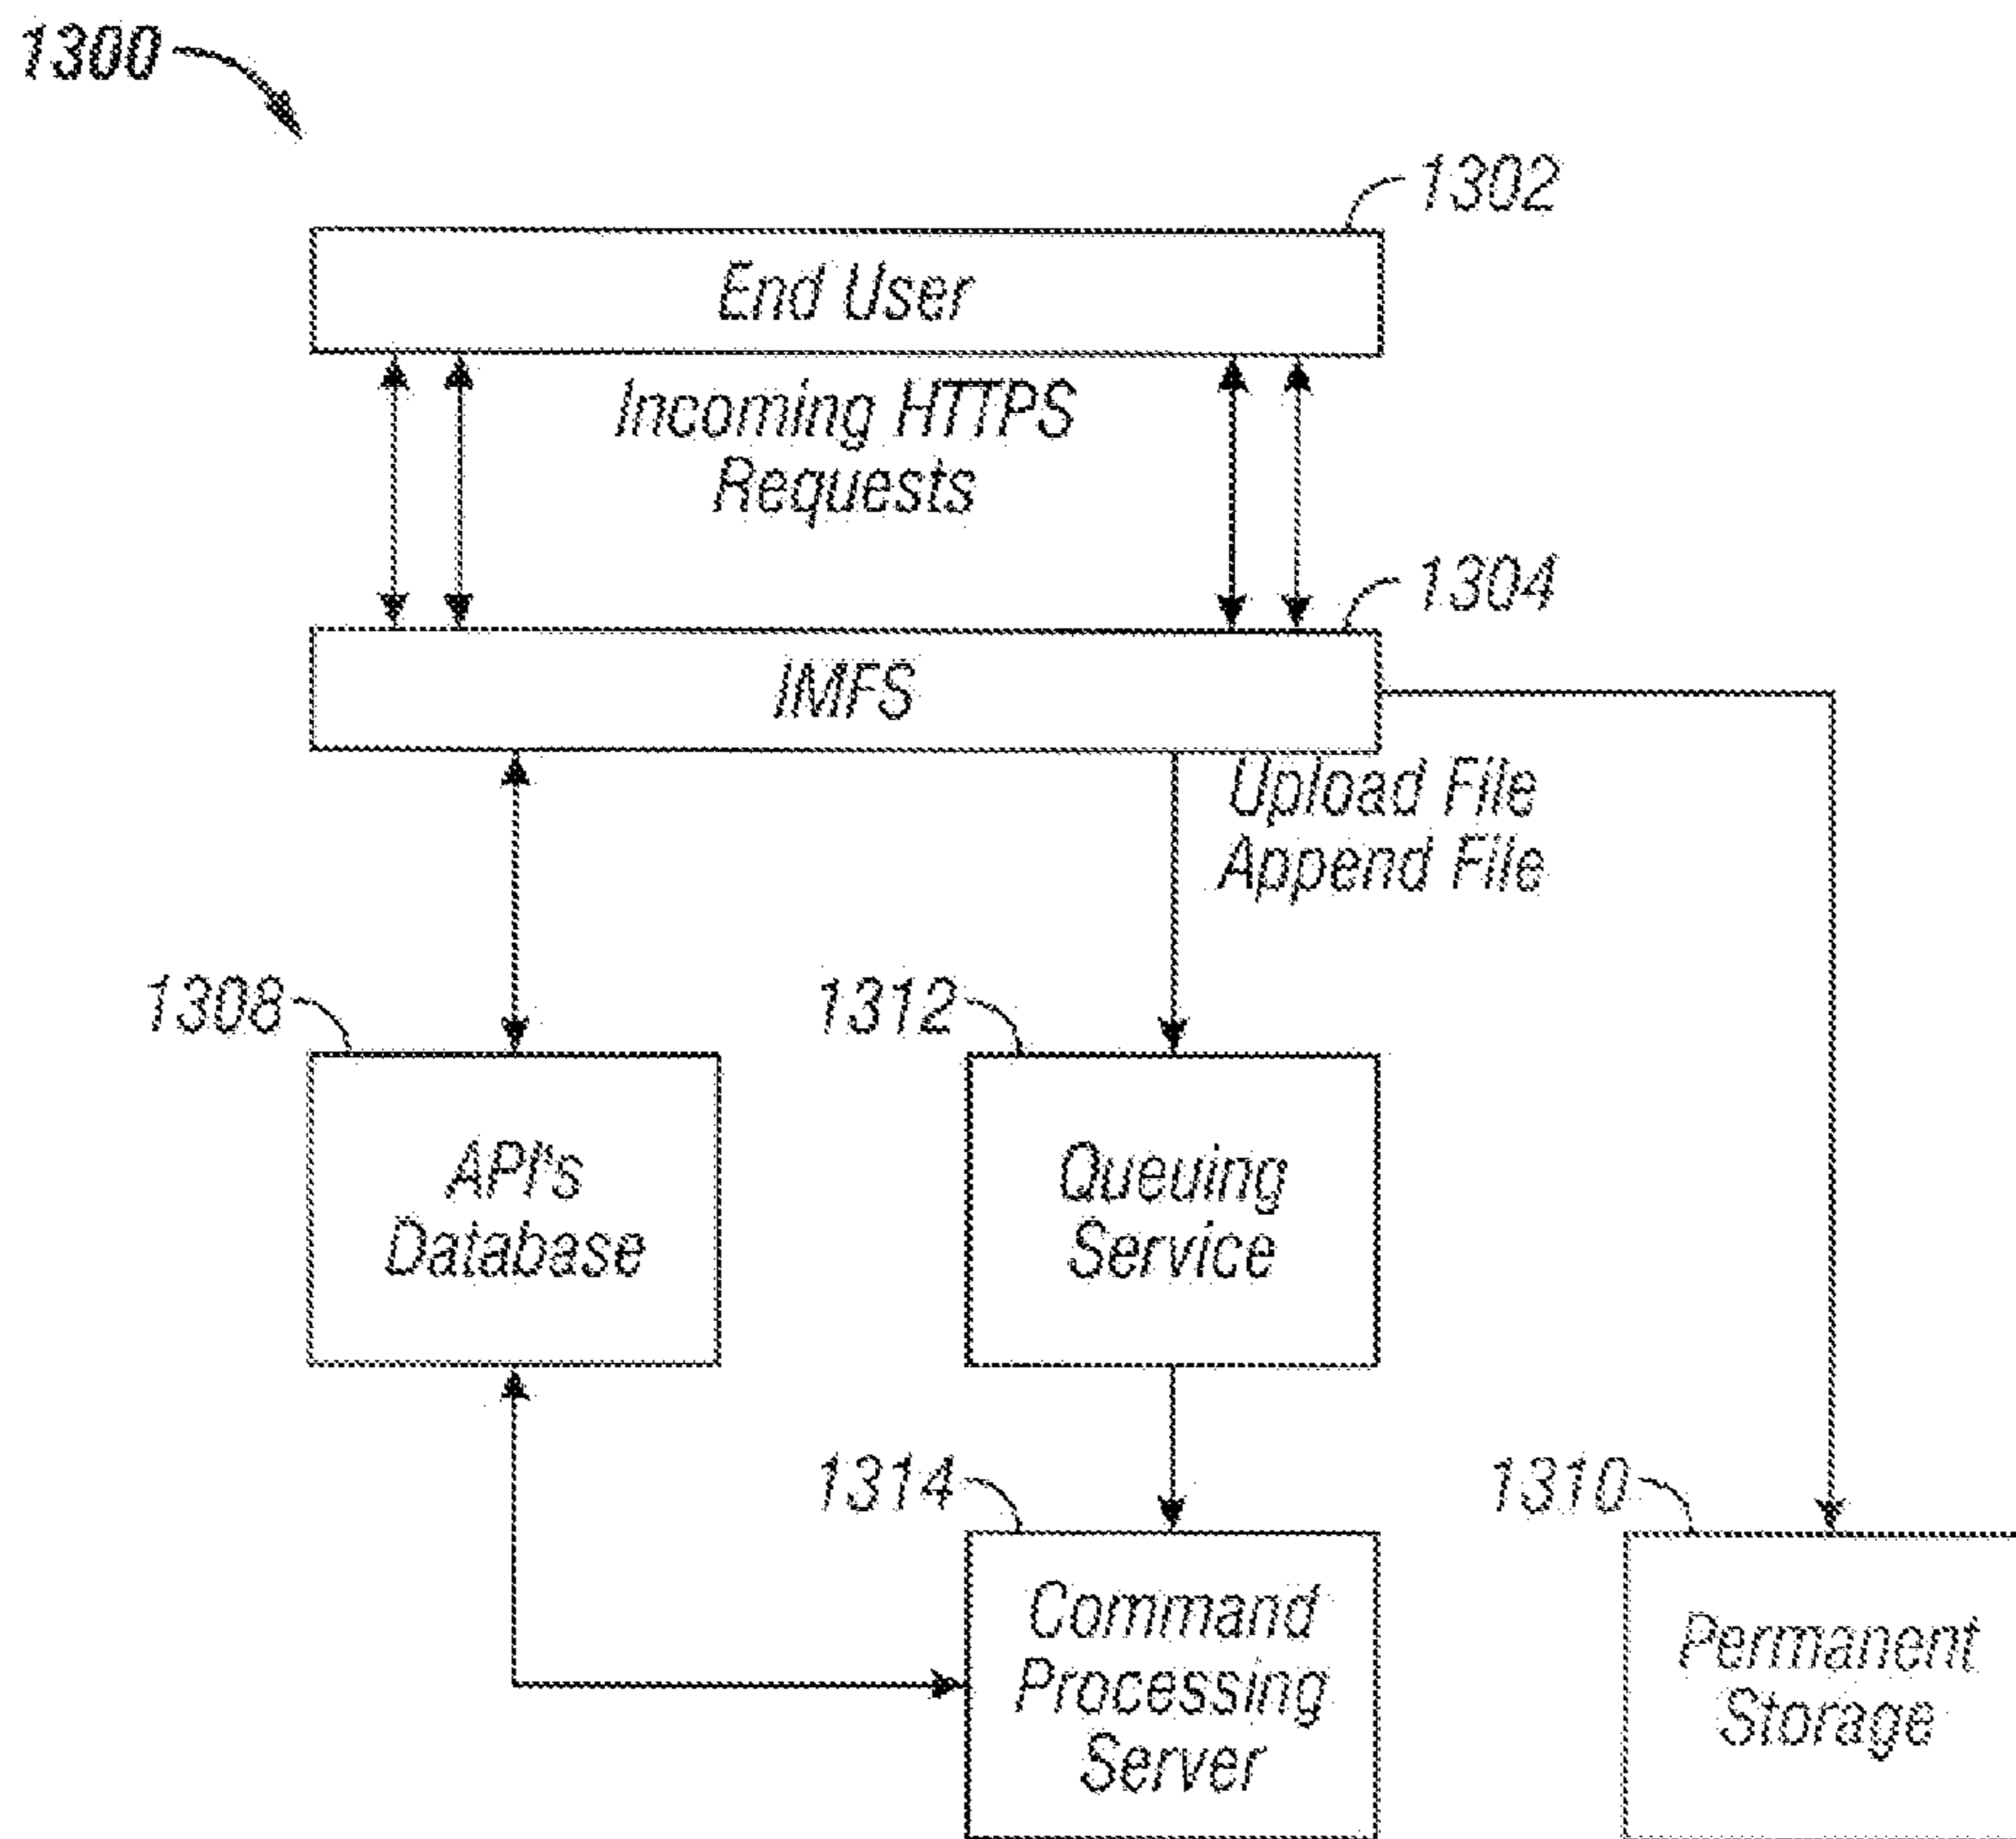 1300
1302
End User
Incoming HTTPS
Requests
1304
IMFS
Upload File
Append File
1308
1312
API's
Database
Queuing
Service
1314
1310
Command
Processing
Server
Permanent
Storage